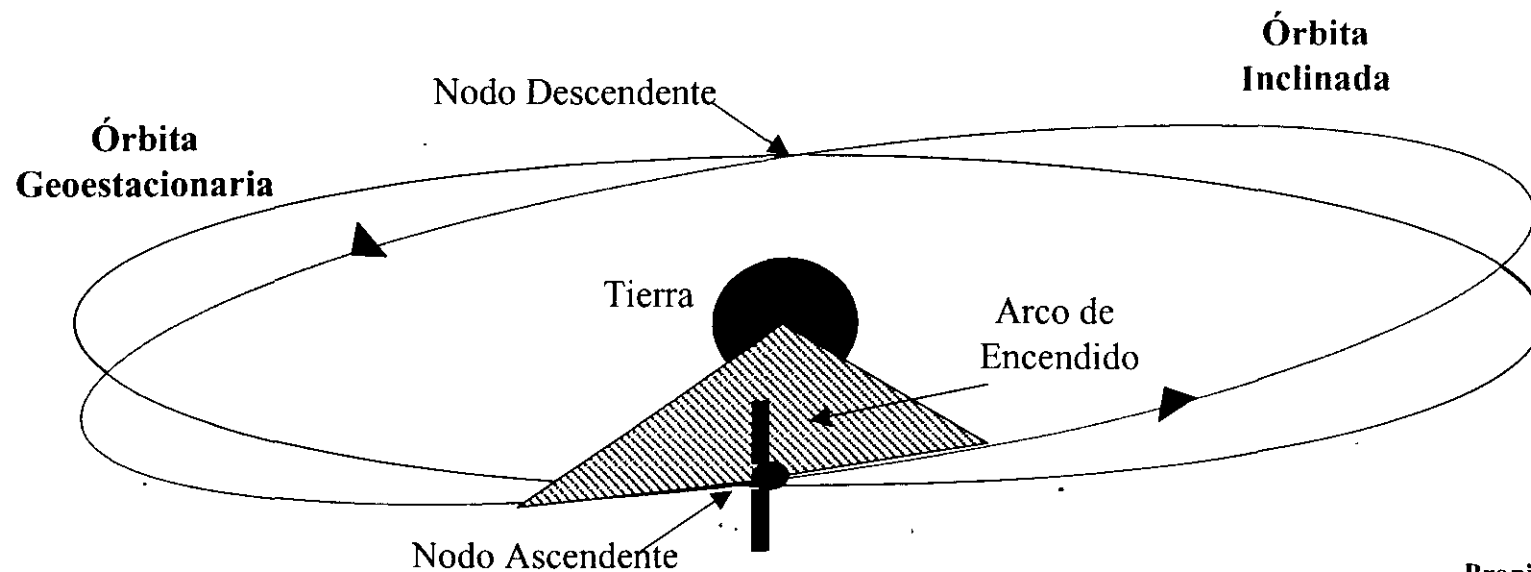 Órbita
Inclinada
Nodo Descendente
Órbita
Geoestacionaria
Tierra
Arco de
Encendido
Nodo Ascendente